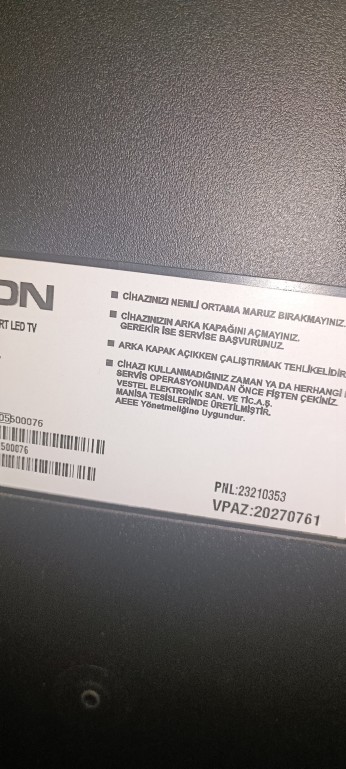 ON
RT LED TV
■ CİHAZINIZI NEMLİ ORTAMA MARUZ BIRAKMAYINIZ.
■ CİHAZINIZIN ARKA KAPAĞINI AÇMAYINIZ.
GEREKİR İSE SERVİSE BAŞVURUNUZ.
■ ARKA KAPAK AÇIKKEN ÇALIŞTIRMAK TEHLİKELİDİR
■ CİHAZI KULLANMADIĞINIZ ZAMAN YA DA HERHANGİ
SERVİS OPERASYONUNDAN ÖNCE FİŞTEN ÇEKİNİZ.
VESTEL ELEKTRONİK SAN. VE TİC.A.Ş.
MANİSA TESİSLERİNDE ÜRETİLMİŞTİR.
AEEE Yönetmeliğine Uygundur.
05500076
500076
PNL:23210353
VPAZ:20270761